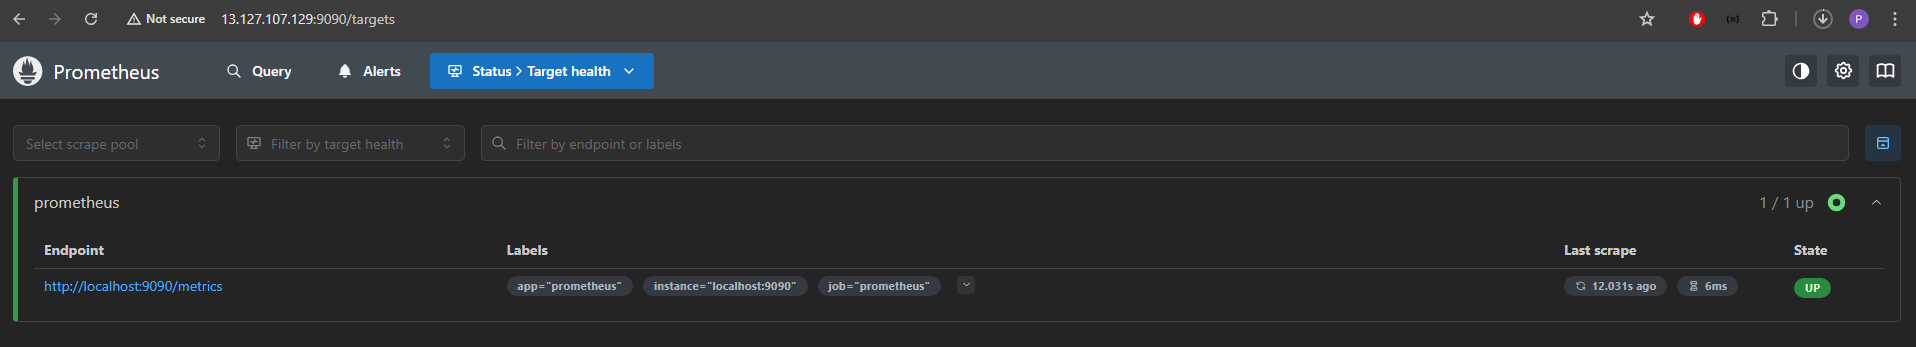 Not secure 13.127.107.129:9090/targets P
Prometheus Query Alerts Status > Target health
Select scrape pool Filter by target health Filter by endpoint or labels
prometheus 1 / 1 up
Endpoint Labels Last scrape State
http://localhost:9090/metrics app="prometheus" instance="localhost:9090" job="prometheus" 12.031s ago 6ms UP